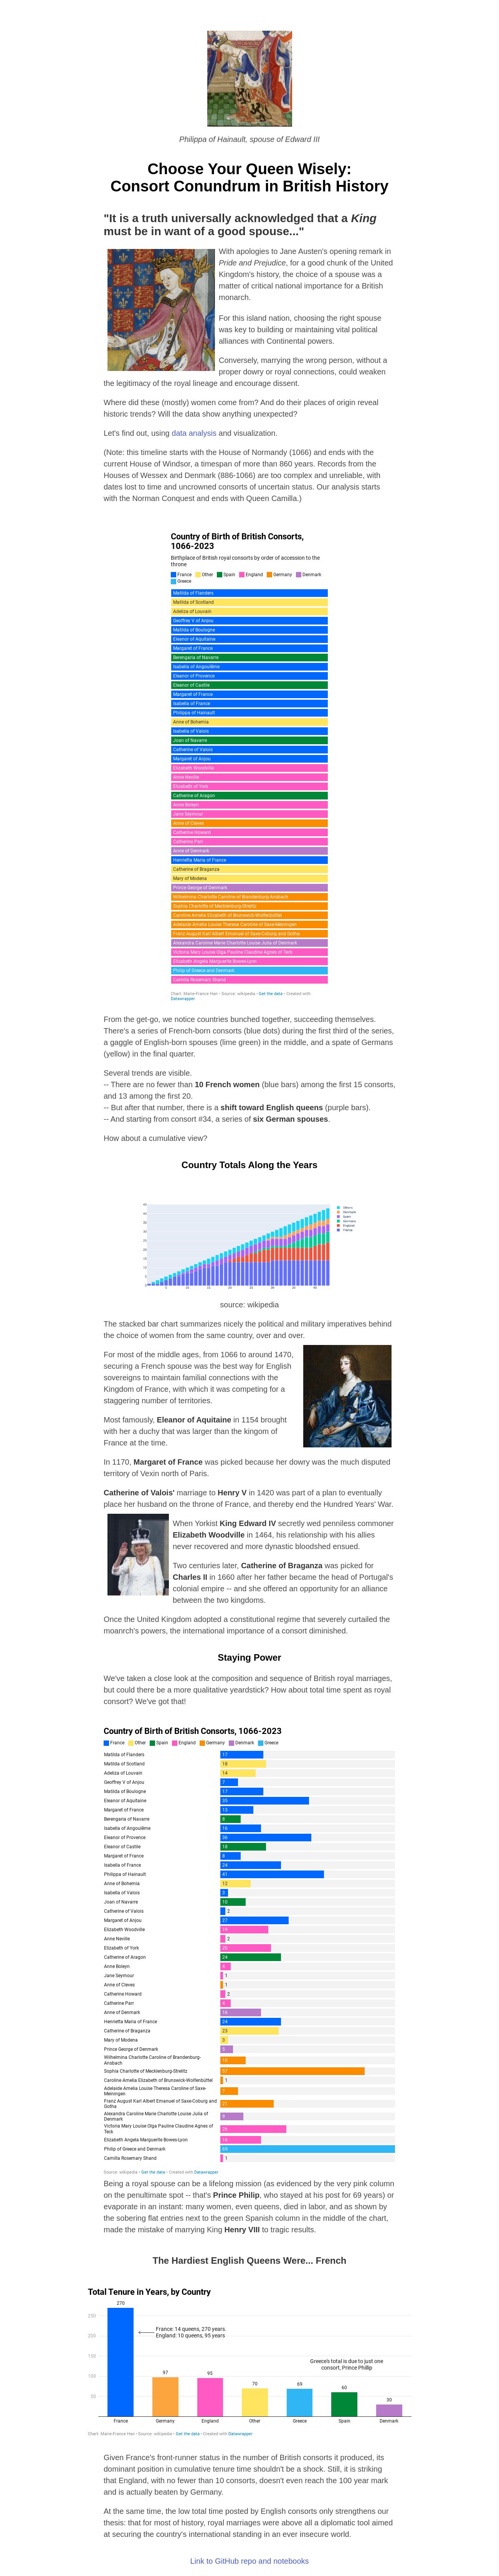 Philippa of Hainault, spouse of Edward III
Choose Your Queen Wisely:
Consort Conundrum in British History
"It is a truth universally acknowledged that a King
must be in want of a good spouse..."
With apologies to Jane Austen's opening remark in
Pride and Prejudice, for a good chunk of the United
Kingdom's history, the choice of a spouse was a
matter of critical national importance for a British
monarch.
For this island nation, choosing the right spouse
was key to building or maintaining vital political
alliances with Continental powers.
Conversely, marrying the wrong person, without a
proper dowry or royal connections, could weaken
the legitimacy of the royal lineage and encourage dissent.
Where did these (mostly) women come from? And do their places of origin reveal
historic trends? Will the data show anything unexpected?
Let's find out, using data analysis and visualization.
(Note: this timeline starts with the House of Normandy (1066) and ends with the
current House of Windsor, a timespan of more than 860 years. Records from the
Houses of Wessex and Denmark (886-1066) are too complex and unreliable, with
dates lost to time and uncrowned consorts of uncertain status. Our analysis starts
with the Norman Conquest and ends with Queen Camilla.)
Country of Birth of British Consorts,
1066-2023
Birthplace of British royal consorts by order of accession to the
throne
France Other Spain England Germany Denmark
Greece
Matilda of Flanders
Matilda of Scotland
Adeliza of Louvain
Geoffrey V of Anjou
Matilda of Boulogne
Eleanor of Aquitaine
Margaret of France
Berengaria of Navarre
Isabella of Angoulême
Eleanor of Provence
Eleanor of Castile
Margaret of France
Isabella of France
Philippa of Hainault
Anne of Bohemia
Isabella of Valois
Joan of Navarre
Catherine of Valois
Margaret of Anjou
Elizabeth Woodville
Anne Neville
Elizabeth of York
Catherine of Aragon
Anne Boleyn
Jane Seymour
Anne of Cleves
Catherine Howard
Catherine Parr
Anne of Denmark
Henrietta Maria of France
Catherine of Braganza
Mary of Modena
Prince George of Denmark
Wilhelmina Charlotte Caroline of Brandenburg-Ansbach
Sophia Charlotte of Mecklenburg-Strelitz
Caroline Amelia Elizabeth of Brunswick-Wolfenbüttel
Adelaide Amelia Louise Theresa Caroline of Saxe-Meiningen
Franz August Karl Albert Emanuel of Saxe-Coburg and Gotha
Alexandra Caroline Marie Charlotte Louise Julia of Denmark
Victoria Mary Louise Olga Pauline Claudine Agnes of Teck
Elizabeth Angela Marguerite Bowes-Lyon
Philip of Greece and Denmark
Camilla Rosemary Shand
Chart: Marie-France Han • Source: wikipedia • Get the data • Created with
Datawrapper
From the get-go, we notice countries bunched together, succeeding themselves.
There's a series of French-born consorts (blue dots) during the first third of the series,
a gaggle of English-born spouses (lime green) in the middle, and a spate of Germans
(yellow) in the final quarter.
Several trends are visible.
-- There are no fewer than 10 French women (blue bars) among the first 15 consorts,
and 13 among the first 20.
-- But after that number, there is a shift toward English queens (purple bars).
-- And starting from consort #34, a series of six German spouses.
How about a cumulative view?
Country Totals Along the Years
source: wikipedia
The stacked bar chart summarizes nicely the political and military imperatives behind
the choice of women from the same country, over and over.
For most of the middle ages, from 1066 to around 1470,
securing a French spouse was the best way for English
sovereigns to maintain familial connections with the
Kingdom of France, with which it was competing for a
staggering number of territories.
Most famously, Eleanor of Aquitaine in 1154 brought
with her a duchy that was larger than the kingom of
France at the time.
In 1170, Margaret of France was picked because her dowry was the much disputed
territory of Vexin north of Paris.
Catherine of Valois' marriage to Henry V in 1420 was part of a plan to eventually
place her husband on the throne of France, and thereby end the Hundred Years' War.
When Yorkist King Edward IV secretly wed penniless commoner
Elizabeth Woodville in 1464, his relationship with his allies
never recovered and more dynastic bloodshed ensued.
Two centuries later, Catherine of Braganza was picked for
Charles II in 1660 after her father became the head of Portugal's
colonial empire -- and she offered an opportunity for an alliance
between the two kingdoms.
Once the United Kingdom adopted a constitutional regime that severely curtailed the
moanrch's powers, the international importance of a consort diminished.
Staying Power
We've taken a close look at the composition and sequence of British royal marriages,
but could there be a more qualitative yeardstick? How about total time spent as royal
consort? We've got that!
Country of Birth of British Consorts, 1066-2023
France Other Spain England Germany Denmark Greece
Matilda of Flanders 17
Matilda of Scotland 18
Adeliza of Louvain 14
Geoffrey V of Anjou 7
Matilda of Boulogne 17
Eleanor of Aquitaine 35
Margaret of France 13
Berengaria of Navarre 8
Isabella of Angoulême 16
Eleanor of Provence 36
Eleanor of Castile 18
Margaret of France 8
Isabella of France 24
Philippa of Hainault 41
Anne of Bohemia 12
Isabella of Valois 3
Joan of Navarre 10
Catherine of Valois 2
Margaret of Anjou 27
Elizabeth Woodville 19
Anne Neville 2
Elizabeth of York 20
Catherine of Aragon 24
Anne Boleyn
Jane Seymour 1
Anne of Cleves 1
Catherine Howard 2
Catherine Parr
Anne of Denmark 16
Henrietta Maria of France 24
Catherine of Braganza 23
Mary of Modena 3
Prince George of Denmark
Wilhelmina Charlotte Caroline of Brandenburg-
Ansbach 10
Sophia Charlotte of Mecklenburg-Strelitz 57
Caroline Amelia Elizabeth of Brunswick-Wolfenbüttel 1
Adelaide Amelia Louise Theresa Caroline of Saxe-
Meiningen 7
Franz August Karl Albert Emanuel of Saxe-Coburg and
Gotha 21
Alexandra Caroline Marie Charlotte Louise Julia of
Denmark 9
Victoria Mary Louise Olga Pauline Claudine Agnes of
Teck 26
Elizabeth Angela Marguerite Bowes-Lyon 16
Philip of Greece and Denmark 69
Camilla Rosemary Shand 1
Source: wikipedia • Get the data • Created with Datawrapper
Being a royal spouse can be a lifelong mission (as evidenced by the very pink column
on the penultimate spot -- that's Prince Philip, who stayed at his post for 69 years) or
evaporate in an instant: many women, even queens, died in labor, and as shown by
the sobering flat entries next to the green Spanish column in the middle of the chart,
made the mistake of marrying King Henry VIII to tragic results.
The Hardiest English Queens Were... French
Total Tenure in Years, by Country
270
250
200
150
100
50
France: 14 queens, 270 years.
England: 10 queens, 95 years
Greece's total is due to just one
consort, Prince Phillip
97 95 70 69 60 30
France Germany England Other Greece Spain Denmark
Chart: Marie-France Han • Source: wikipedia • Get the data • Created with Datawrapper
Given France's front-runner status in the number of British consorts it produced, its
dominant position in cumulative tenure time shouldn't be a shock. Still, it is striking
that England, with no fewer than 10 consorts, doesn't even reach the 100 year mark
and is actually beaten by Germany.
At the same time, the low total time posted by English consorts only strengthens our
thesis: that for most of history, royal marriages were above all a diplomatic tool aimed
at securing the country's international standing in an ever insecure world.
Link to GitHub repo and notebooks